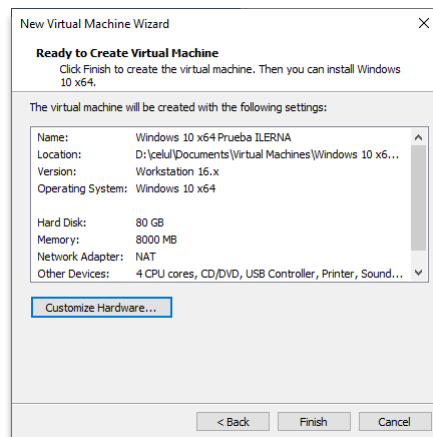 New Virtual Machine Wizard
Ready to Create Virtual Machine
Click Finish to create the virtual machine. Then you can install Windows
10 x64.
The virtual machine will be created with the following settings:
Name: Windows 10 x64 Prueba ILERNA
Location: D:\celul\Documents\Virtual Machines\Windows 10 x6...
Version: Workstation 16.x
Operating System: Windows 10 x64
Hard Disk: 80 GB
Memory: 8000 MB
Network Adapter: NAT
Other Devices: 4 CPU cores, CD/DVD, USB Controller, Printer, Sound...
Customize Hardware...
< Back Finish Cancel